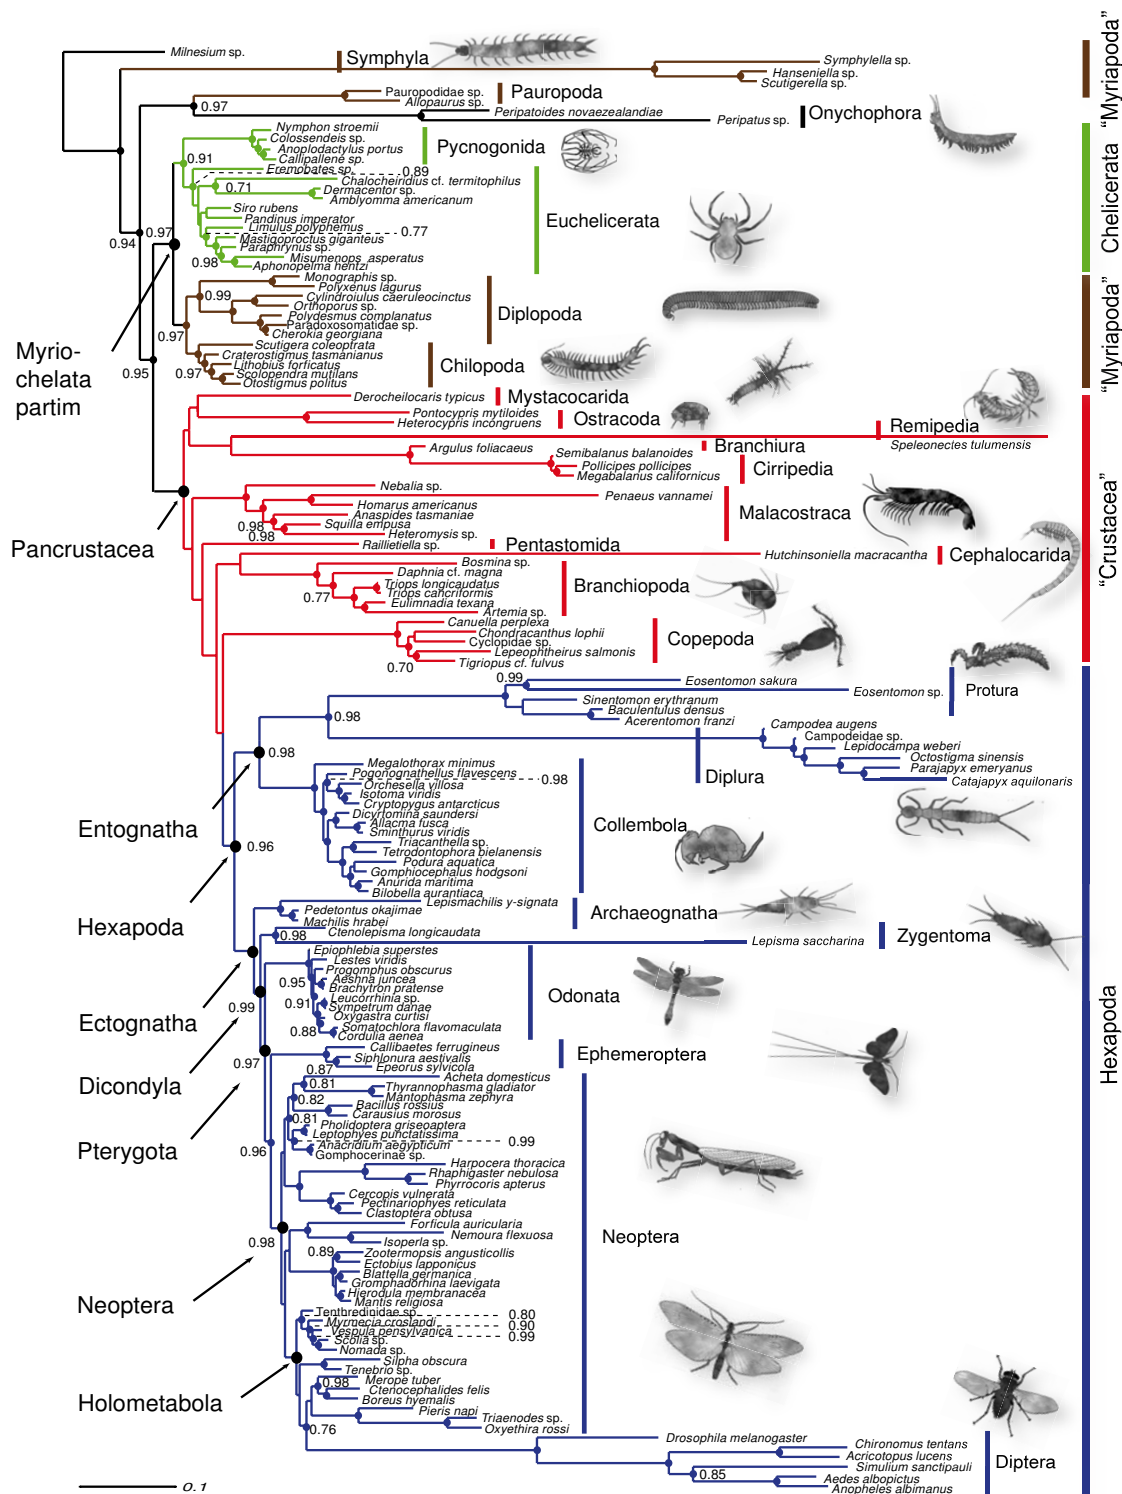 Milnesium sp.
Symphyla
Symphylella sp.
Hanseniella sp.
Scutigerella sp.
"Myriapoda"
Pauropodidae sp.
Allopaurus sp.
Pauropoda
0.97
Peripatoides novaezealandiae
Peripatus sp.
Onychophora
Nymphon stroemii
Colossendeis sp.
Anoplodactylus portus
Callipallene sp.
Pycnogonida
0.91
Eremobates sp.
0.89
Chalocheiridius cf. termitophilus
0.71
Dermacentor sp.
Amblyomma americanum
Siro rubens
Pandinus imperator
Limulus polyphemus
0.77
Mastigoproctus giganteus
Paraphrynus sp.
Misumenops asperatus
0.98
Aphonopelma hentzi
Euchelicerata
Chelicerata
0.94
0.97
Monographis sp.
Polyxenus lagurus
0.99
Cylindroiulus caeruleocinctus
Orthoporus sp.
Polydesmus complanatus
Paradoxosomatidae sp.
Cherokia georgiana
Diplopoda
0.97
Scutigera coleoptrata
Craterostigmus tasmanianus
Lithobius forficatus
0.97
Scolopendra mutilans
Otostigmus politus
Chilopoda
"Myriapoda"
Myrio-
chelata
partim
0.95
Derocheilocaris typicus
Mystacocarida
Pontocypris mytiloides
Heterocypris incongruens
Ostracoda
Remipedia
Speleonectes tulumensis
Argulus foliacaeus
Branchiura
Semibalanus balanoides
Pollicipes pollicipes
Megabalanus californicus
Cirripedia
Nebalia sp.
Penaeus vannamei
Homarus americanus
Anaspides tasmaniae
0.98
Squilla empusa
0.98
Heteromysis sp.
Malacostraca
Pancrustacea
Raillietiella sp.
Pentastomida
Hutchinsoniella macracantha
Cephalocarida
"Crustacea"
Bosmina sp.
Daphnia cf. magna
0.77
Triops longicaudatus
Triops cancriformis
Eulimnadia texana
Artemia sp.
Branchiopoda
Canuella perplexa
Chondracanthus lophii
Cyclopidae sp.
Lepeophtheirus salmonis
0.70
Tigriopus cf. fulvus
Copepoda
0.99
Eosentomon sakura
Eosentomon sp.
Protura
Sinentomon erythranum
Baculentulus densus
Acerentomon franzi
0.98
Campodea augens
Campodeidae sp.
Lepidocampa weberi
Octostigma sinensis
Parajapyx emeryanus
Catajapyx aquilonaris
Diplura
0.98
Megalothorax minimus
Pogonognathellus flavescens
0.98
Orchesella villosa
Isotoma viridis
Cryptopygus antarcticus
Dicyrtomina saundersi
Allacma fusca
Sminthurus viridis
Triacanthella sp.
Tetrodontophora bielanensis
Podura aquatica
Gomphiocephalus hodgsoni
Anurida maritima
Bilobella aurantiaca
Collembola
Entognatha
0.96
Hexapoda
Lepismachilis y-signata
Pedetontus okajimae
Machilis hrabei
Archaeognatha
Ctenolepisma longicaudata
0.98
Lepisma saccharina
Zygentoma
Epiophlebia superstes
Lestes viridis
Progomphus obscurus
0.95
Aeshna juncea
Brachytron pratense
0.91
Leucorrhinia sp.
Sympetrum danae
Oxygastra curtisi
0.88
Somatochlora flavomaculata
Cordulia aenea
Odonata
0.99
Ectognatha
Hexapoda
Callibaetes ferrugineus
Siphlonura aestivalis
Epeorus sylvicola
Ephemeroptera
0.97
Dicondyla
0.87
Acheta domesticus
0.81
Thyrannophasma gladiator
Mantophasma zephyra
0.82
Bacillus rossius
Carausius morosus
0.81
Pholidoptera griseoaptera
Leptophyes punctatissima
0.99
Anacridium aegypticum
Gomphocerinae sp.
Pterygota
0.96
Harpocera thoracica
Rhaphigaster nebulosa
Phyrrocoris apterus
Cercopis vulnerata
Pectinariophyes reticulata
Clastoptera obtusa
0.98
Forficula auricularia
Nemoura flexuosa
Isoperla sp.
0.89
Zootermopsis angusticollis
Ectobius lapponicus
Blattella germanica
Gromphadorhina laevigata
Hierodula membranacea
Mantis religiosa
Neoptera
Neoptera
Tenthredinidae sp.
0.80
Myrmecia croslandi
0.90
Vespula pensylvanica
0.99
Scolia sp.
Nomada sp.
Silpha obscura
Tenebrio sp.
Merope tuber
0.98
Ctenocephalides felis
Boreus hyemalis
Holometabola
Pieris napi
Triaenodes sp.
Oxyethira rossi
0.76
Drosophila melanogaster
Chironomus tentans
Acricotopus lucens
Simulium sanctipauli
0.85
Aedes albopictus
Anopheles albimanus
Diptera
0.1